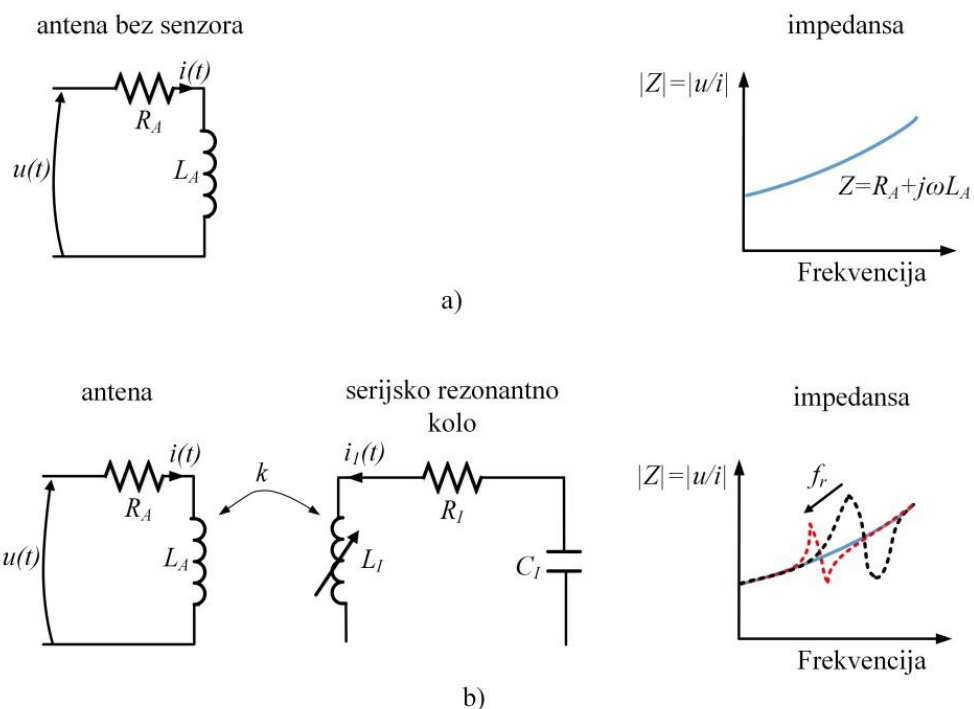 antena bez senzora
i(t)
R_A
u(t)
L_A
impedansa
|Z|=|u/i|
Z=R_A+jωL_A
Frekvencija
a)
antena
i(t)
R_A
u(t)
L_A
k
serijsko rezonantno
kolo
i_I(t)
R_I
L_I
C_I
impedansa
|Z|=|u/i|
f_r
Frekvencija
b)